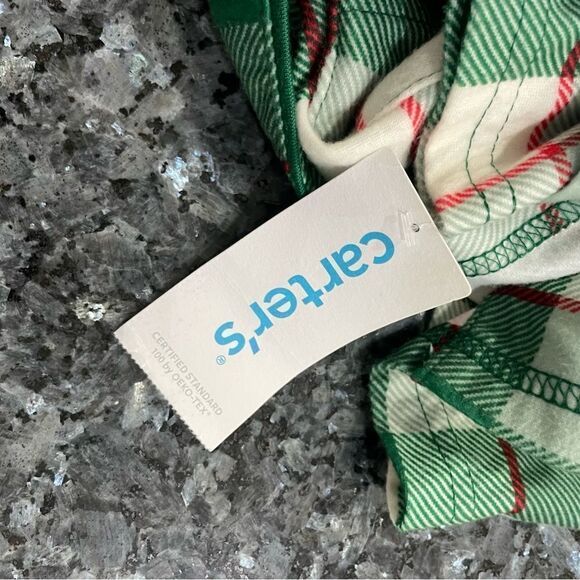 carter's®
CERTIFIED STANDARD
100 by OEKO-TEX®